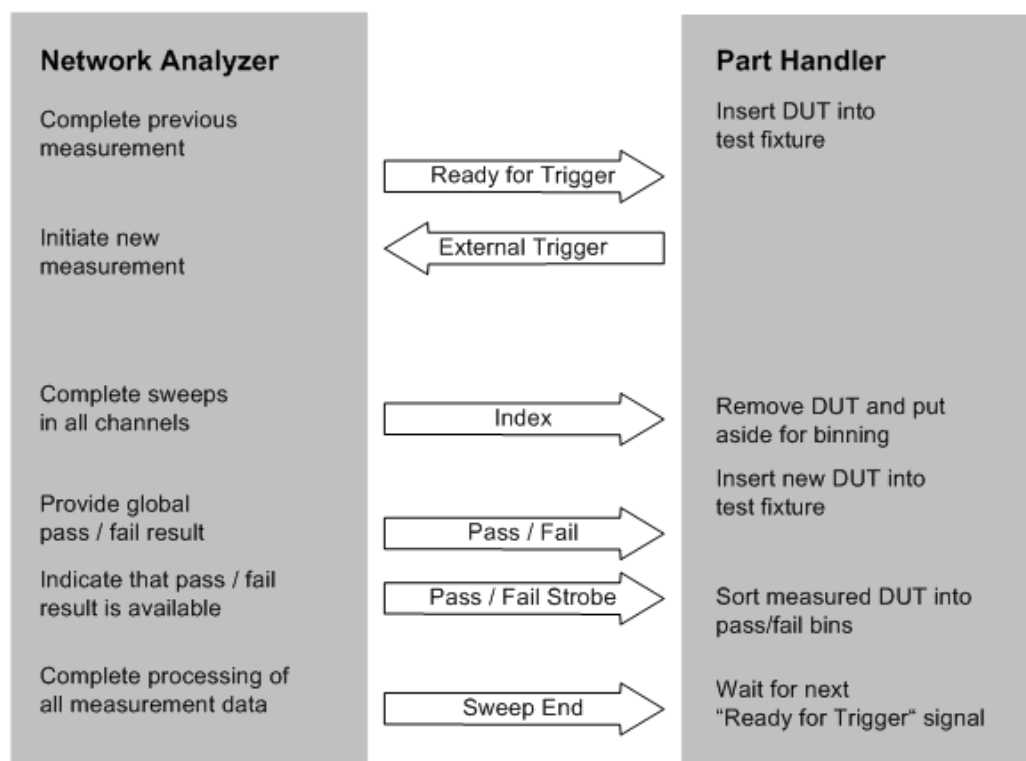 Network Analyzer
Part Handler
Complete previous
measurement
Insert DUT into
test fixture
Ready for Trigger
Initiate new
measurement
External Trigger
Complete sweeps
in all channels
Index
Remove DUT and put
aside for binning
Insert new DUT into
test fixture
Provide global
pass / fail result
Pass / Fail
Indicate that pass / fail
result is available
Pass / Fail Strobe
Sort measured DUT into
pass/fail bins
Complete processing of
all measurement data
Sweep End
Wait for next
“Ready for Trigger“ signal